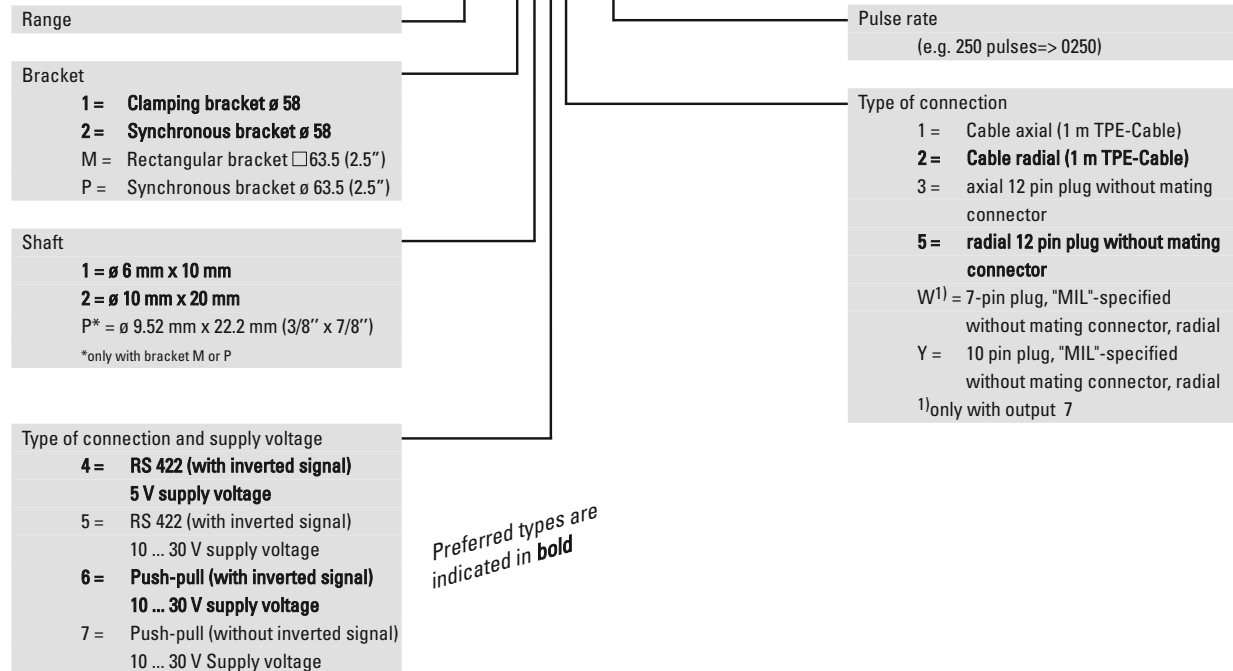 Range
Bracket
1 = Clamping bracket ø 58
2 = Synchronous bracket ø 58
M = Rectangular bracket □63.5 (2.5″)
P = Synchronous bracket ø 63.5 (2.5″)
Shaft
1 = ø 6 mm x 10 mm
2 = ø 10 mm x 20 mm
P* = ø 9.52 mm x 22.2 mm (3/8′′ x 7/8′′)
*only with bracket M or P
Type of connection and supply voltage
4 = RS 422 (with inverted signal)
5 V supply voltage
5 = RS 422 (with inverted signal)
10 ... 30 V supply voltage
6 = Push-pull (with inverted signal)
10 ... 30 V supply voltage
7 = Push-pull (without inverted signal)
10 ... 30 V Supply voltage
Preferred types are
indicated in bold
Pulse rate
(e.g. 250 pulses=> 0250)
Type of connection
1 = Cable axial (1 m TPE-Cable)
2 = Cable radial (1 m TPE-Cable)
3 = axial 12 pin plug without mating
connector
5 = radial 12 pin plug without mating
connector
W1) = 7-pin plug, "MIL"-specified
without mating connector, radial
Y = 10 pin plug, "MIL"-specified
without mating connector, radial
1)only with output 7